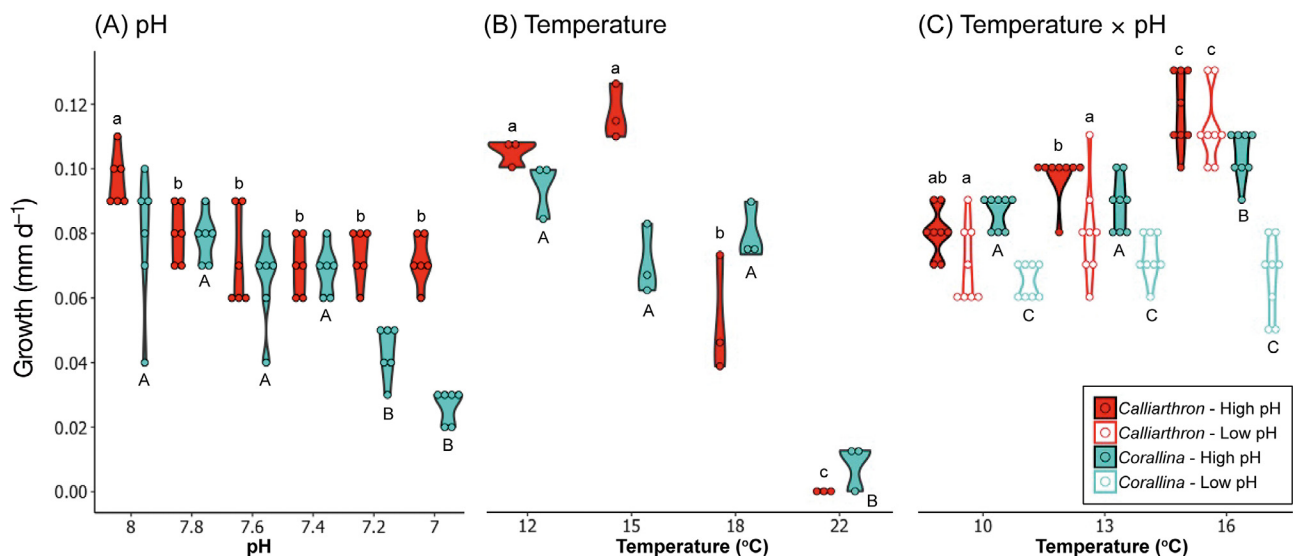 (A) pH
(B) Temperature
(C) Temperature × pH
Growth (mm d⁻¹)
0.12
0.10
0.08
0.06
0.04
0.02
0.00
a
b
b
b
b
b
A
A
A
A
B
B
8
7.8
7.6
7.4
7.2
7
pH
a
a
b
c
A
A
A
B
12
15
18
22
Temperature (°C)
ab
a
b
a
c
c
C
A
C
B
C
10
13
16
Temperature (°C)
Calliarthron - High pH
Calliarthron - Low pH
Corallina - High pH
Corallina - Low pH